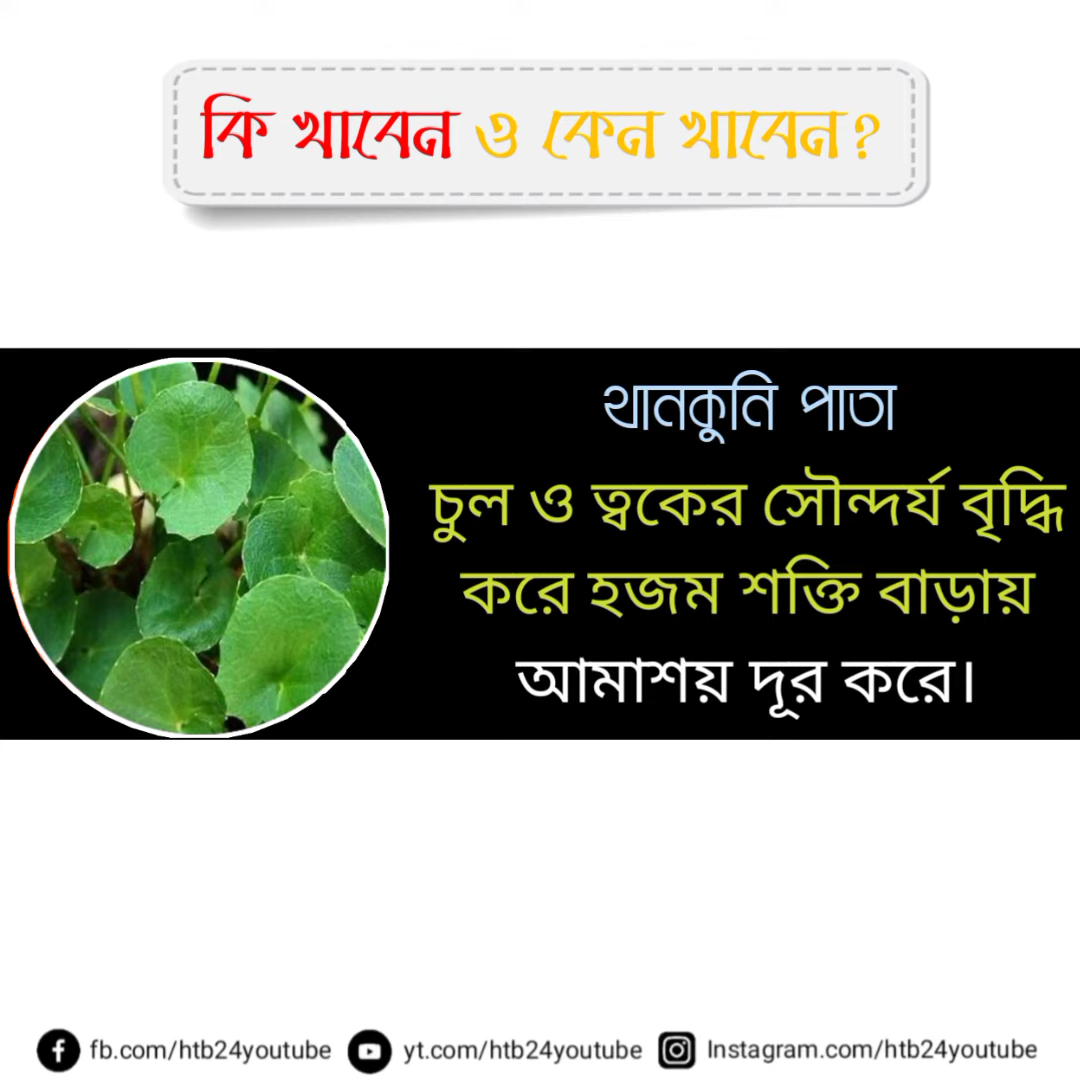 কি খাবেন ও কেন খাবেন?
থানকুনি পাতা
চুল ও ত্বকের সৌন্দর্য বৃদ্ধি
করে হজম শক্তি বাড়ায়
আমাশয় দূর করে।
fb.com/htb24youtube yt.com/htb24youtube Instagram.com/htb24youtube